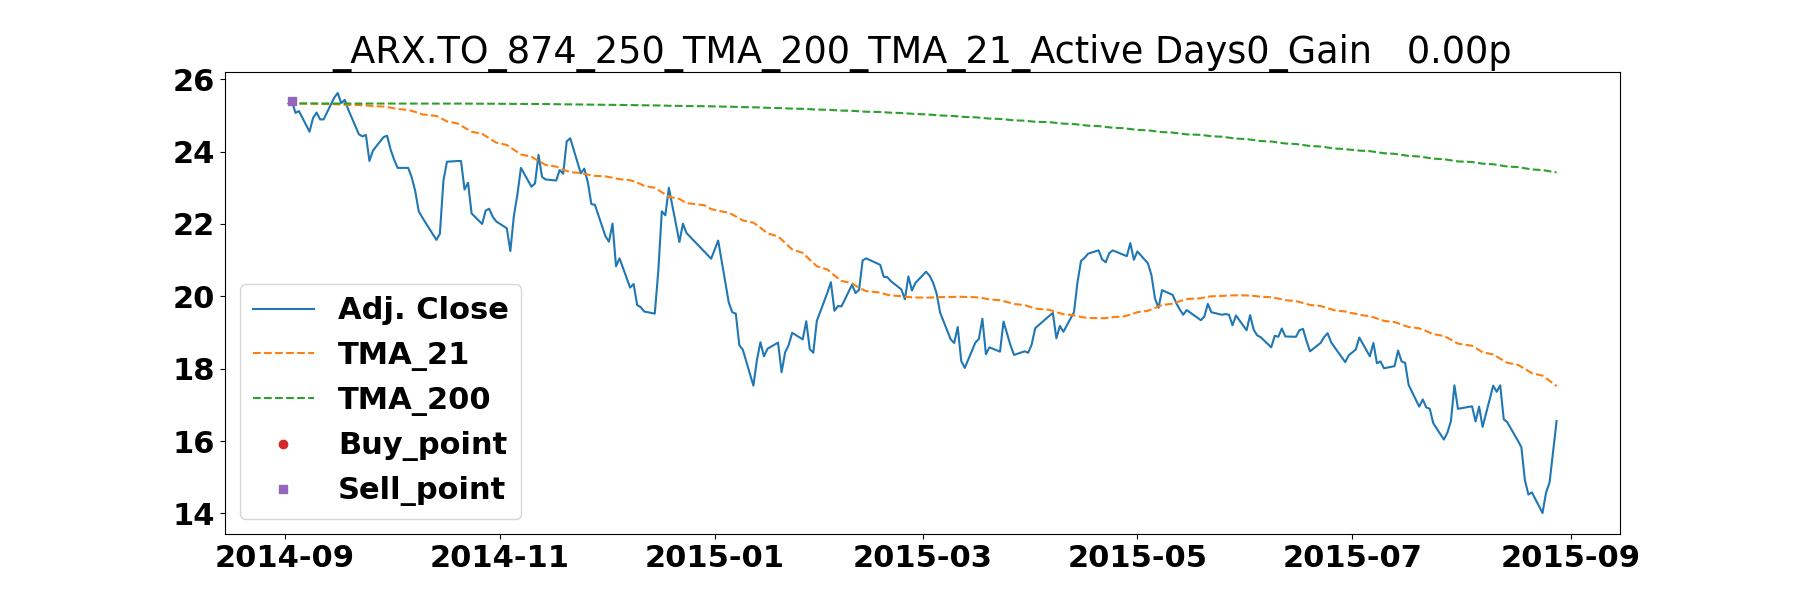 _ARX.TO_874_250_TMA_200_TMA_21_Active Days0_Gain   0.00p
26
24
22
20
18
16
14
Adj. Close
TMA_21
TMA_200
Buy_point
Sell_point
2014-09 2014-11 2015-01 2015-03 2015-05 2015-07 2015-09